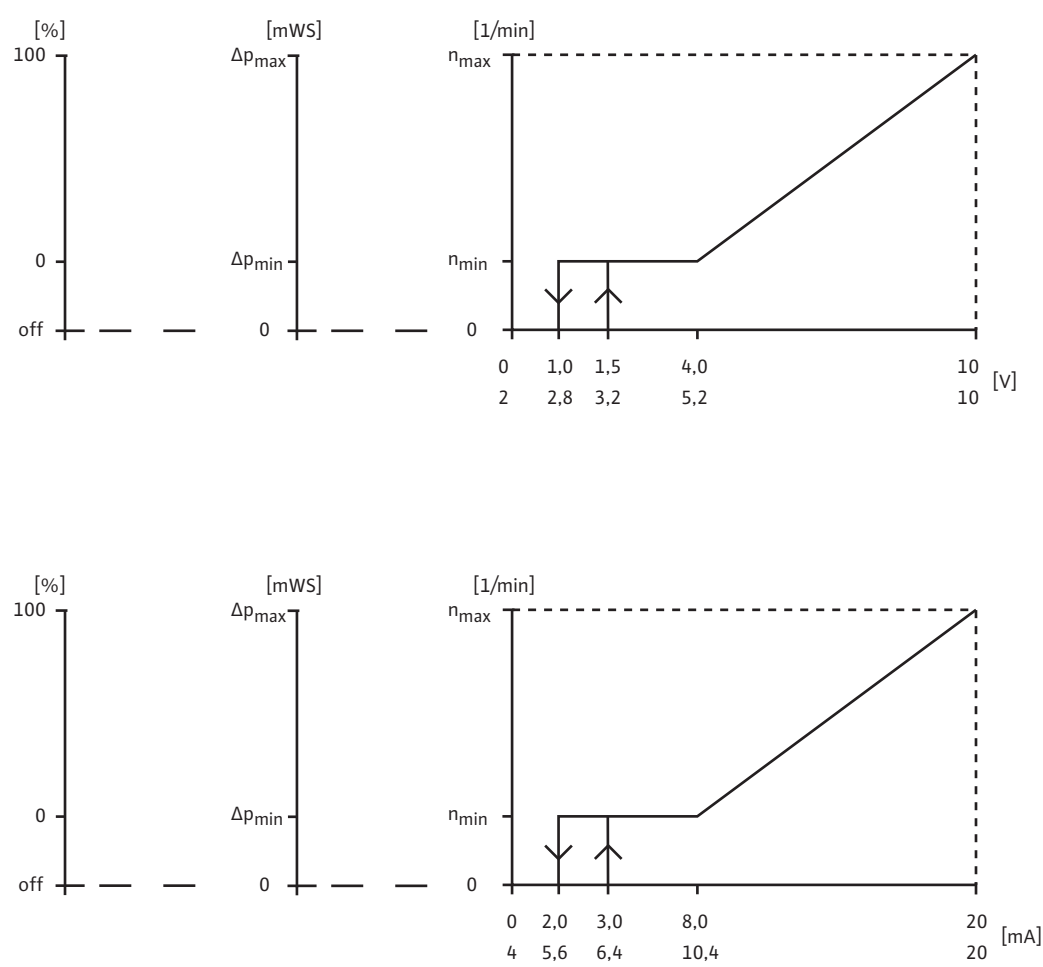 [%] [mWS] [1/min]
100 Δpmax nmax
0 Δpmin nmin
off 0 0
0 1,0 1,5 4,0 10
[V]
2 2,8 3,2 5,2 10
[%] [mWS] [1/min]
100 Δpmax nmax
0 Δpmin nmin
off 0 0
0 2,0 3,0 8,0 20
[mA]
4 5,6 6,4 10,4 20